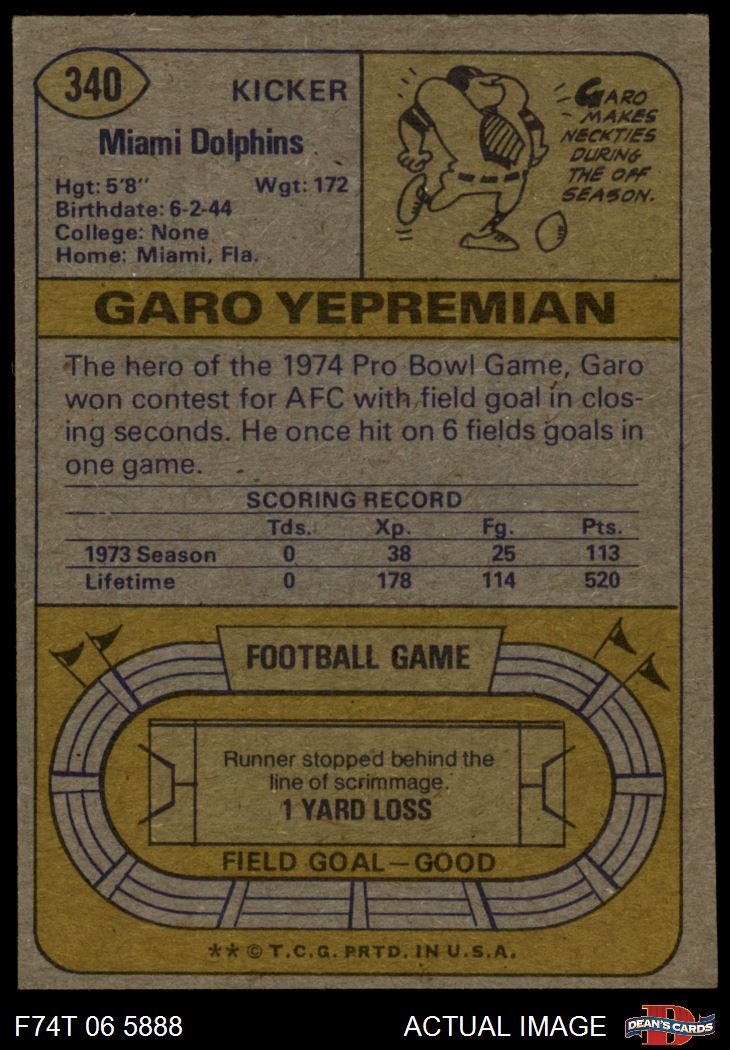 340
KICKER
Miami Dolphins
Hgt: 5'8" Wgt: 172
Birthdate: 6-2-44
College: None
Home: Miami, Fla.
GARO
MAKES
NECKTIES
DURING
THE OFF
SEASON.
GARO YEPREMIAN
The hero of the 1974 Pro Bowl Game, Garo
won contest for AFC with field goal in clos-
ing seconds. He once hit on 6 fields goals in
one game.
SCORING RECORD
Tds. Xp. Fg. Pts.
1973 Season 0 38 25 113
Lifetime 0 178 114 520
FOOTBALL GAME
Runner stopped behind the
line of scrimmage.
1 YARD LOSS
FIELD GOAL—GOOD
** © T.C.G. PRTD. IN U.S.A.
F74T 06 5888 ACTUAL IMAGE
D
DEAN'S CARDS